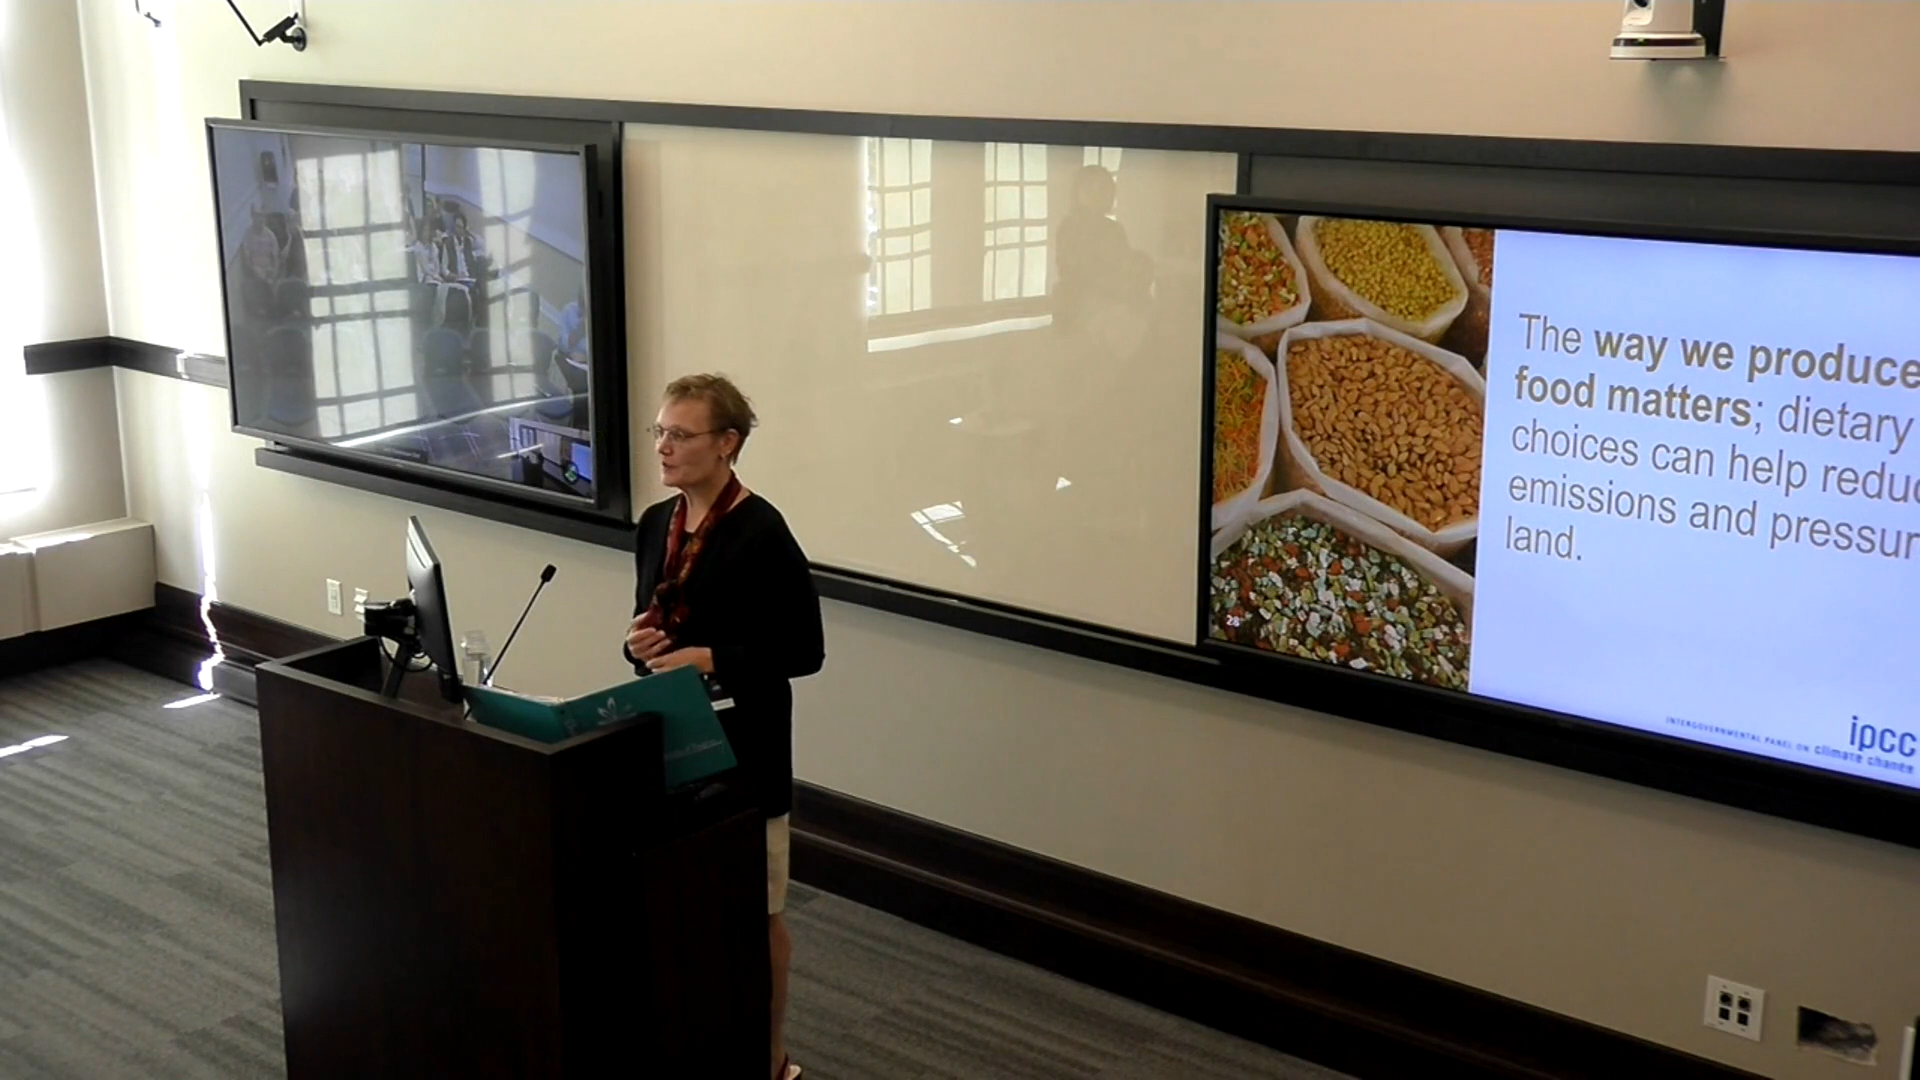 The way we produce
food matters; dietary
choices can help reduc
emissions and pressur
land.
28
INTERGOVERNMENTAL PANEL ON climate change
ipcc